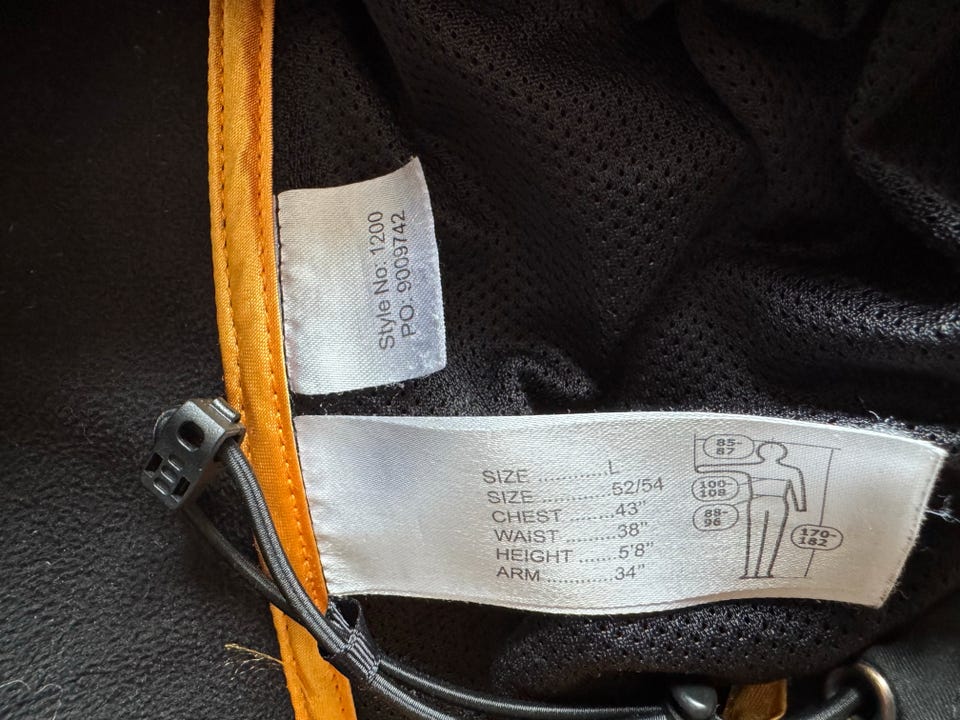 Style No: 1200
PO: 9009742
SIZE ............L
SIZE ............52/54
CHEST ........43"
WAIST .........38"
HEIGHT ......5'8"
ARM ............34"
85-
87
100-
108
88-
96
170-
182